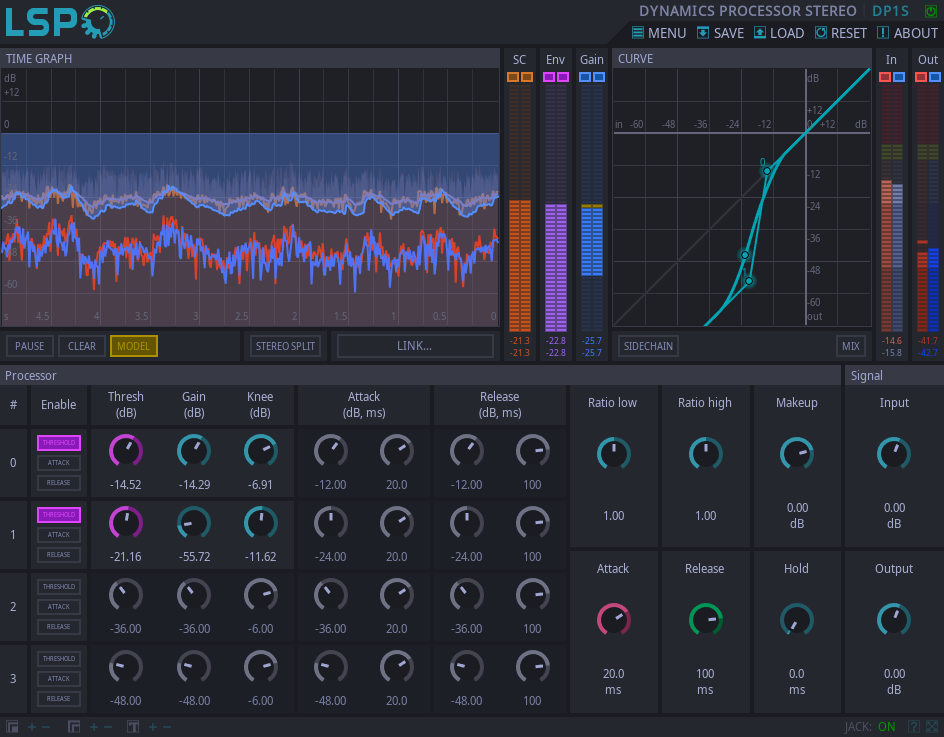 LSP
DYNAMICS PROCESSOR STEREO DP1S
MENU SAVE LOAD RESET ABOUT
TIME GRAPH SC Env Gain CURVE In Out
dB
+12
0
-12
-36
-48
-60
s 4.5 4 3.5 3 2.5 2 1.5 1 0.5 0
dB
+12
in -60 -48 -36 -24 -12 0 +12 dB
0
-12
-24
-36
-48
-60
out
PAUSE CLEAR MODEL STEREO SPLIT LINK... SIDECHAIN MIX
-21.3 -22.8 -25.7 -14.6 -41.7
-21.3 -22.8 -25.7 -15.8 -42.7
Processor Signal
# Enable Thresh (dB) Gain (dB) Knee (dB) Attack (dB, ms) Release (dB, ms)
Ratio low Ratio high Makeup Input
0 THRESHOLD
ATTACK
RELEASE
-14.52 -14.29 -6.91 -12.00 20.0 -12.00 100
1.00 1.00 0.00 dB 0.00 dB
1 THRESHOLD
ATTACK
RELEASE
-21.16 -55.72 -11.62 -24.00 20.0 -24.00 100
Attack Release Hold Output
2 THRESHOLD
ATTACK
RELEASE
-36.00 -36.00 -6.00 -36.00 20.0 -36.00 100
3 THRESHOLD
ATTACK
RELEASE
-48.00 -48.00 -6.00 -48.00 20.0 -48.00 100
20.0 ms 100 ms 0.0 ms 0.00 dB
JACK: ON